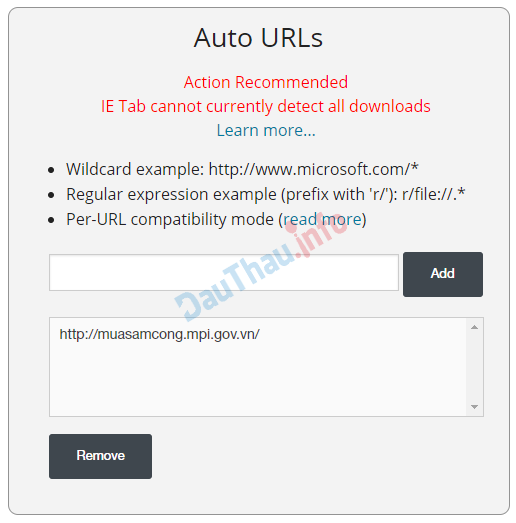 Auto URLs
Action Recommended
IE Tab cannot currently detect all downloads
Learn more...
Wildcard example: http://www.microsoft.com/*
Regular expression example (prefix with 'r/'): r/file://.*
Per-URL compatibility mode (read more)
DauThau.info
Add
http://muasamcong.mpi.gov.vn/
Remove